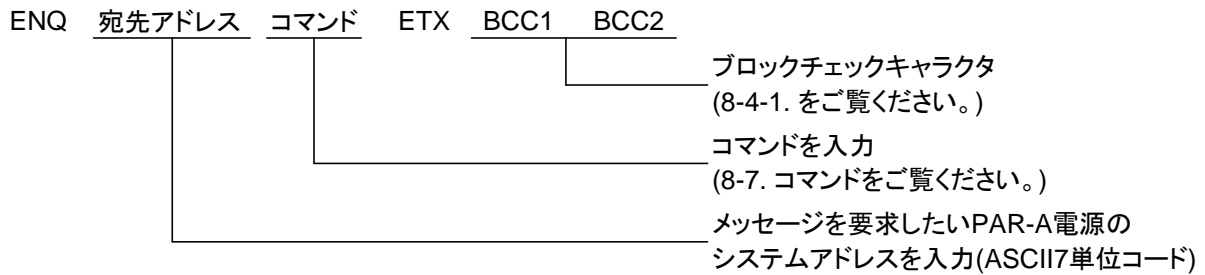 ENQ 宛先アドレス コマンド ETX BCC1 BCC2
ブロックチェックキャラクタ
(8-4-1. をご覧ください。)
コマンドを入力
(8-7. コマンドをご覧ください。)
メッセージを要求したいPAR-A電源の
システムアドレスを入力(ASCII7単位コード)